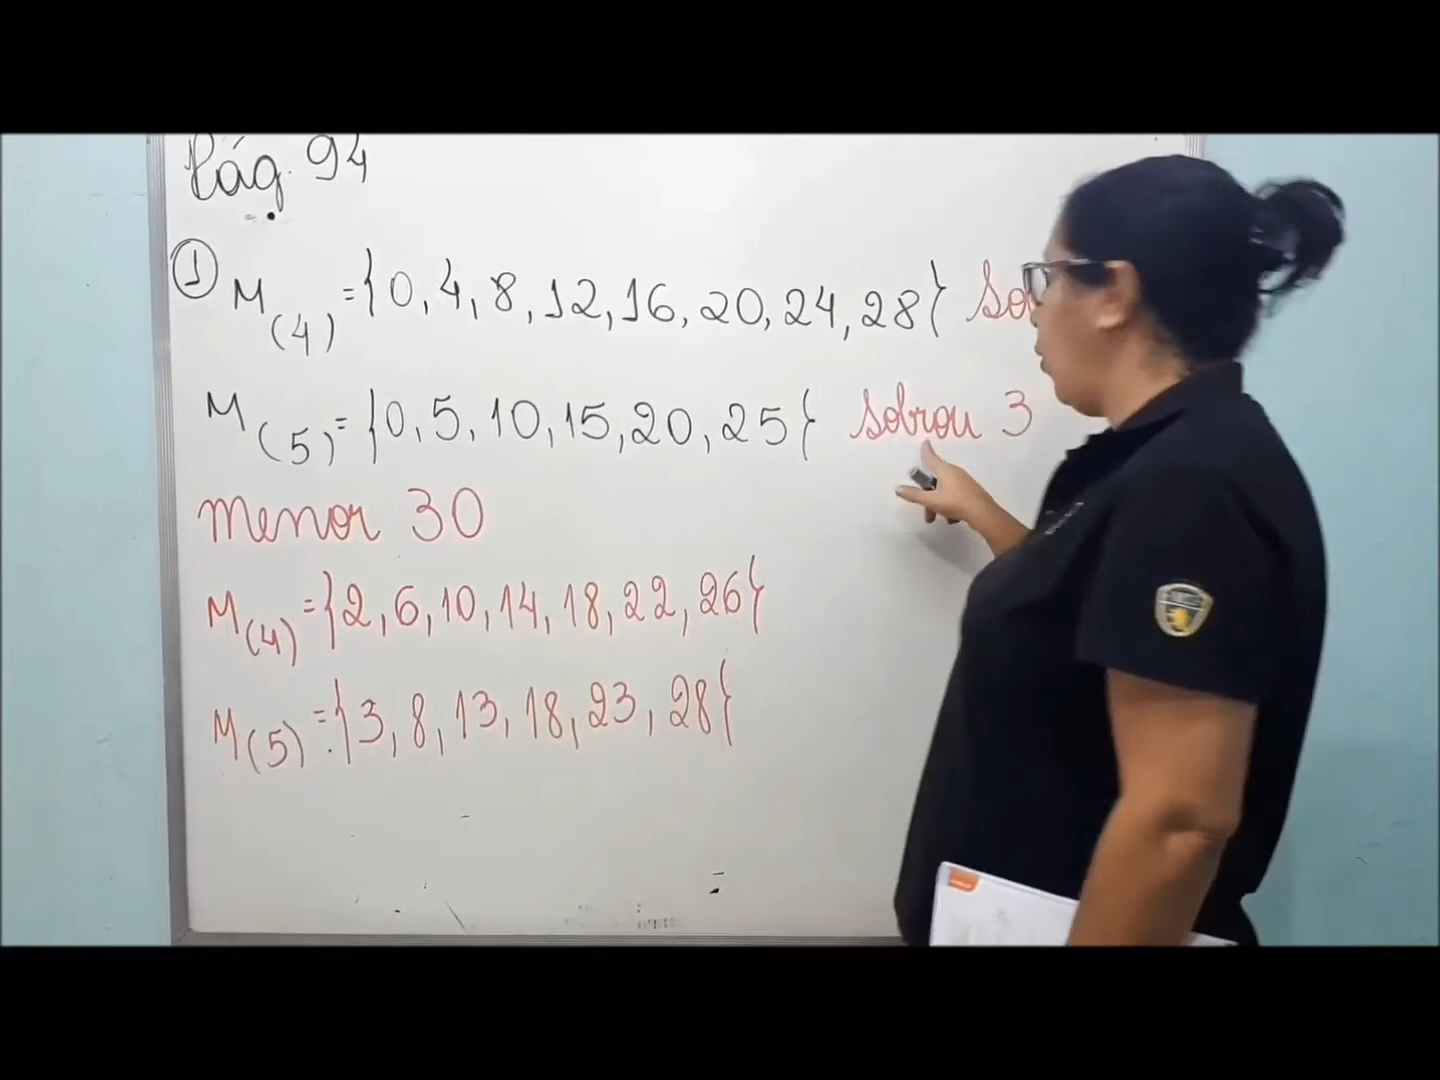 Pág. 94
1 M(4) = {0, 4, 8, 12, 16, 20, 24, 28}
M(5) = {0, 5, 10, 15, 20, 25} sobrou 3
menor 30
M(4) = {2, 6, 10, 14, 18, 22, 26}
M(5) = {3, 8, 13, 18, 23, 28}